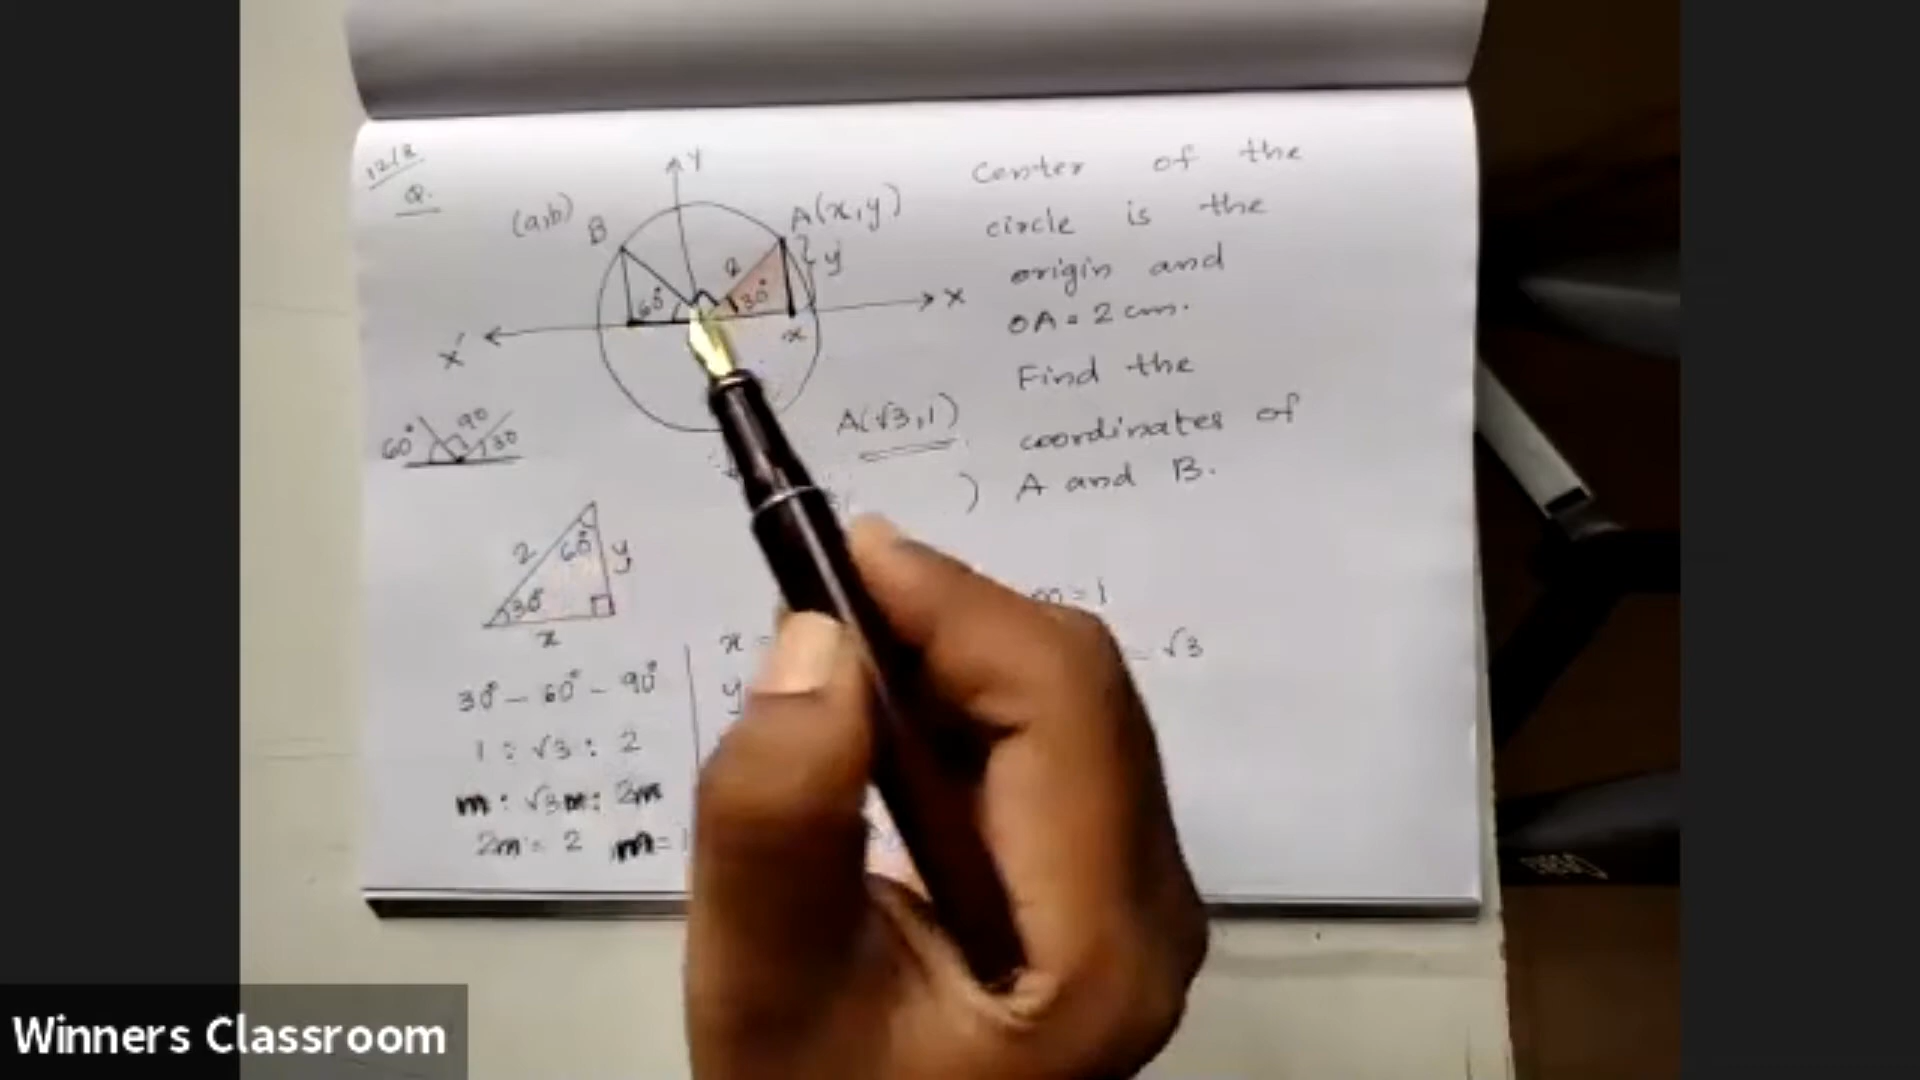 12/8
Q.
Y
(a,b)
B
A(x,y)
2
y
60°
30°
X
X'
x
Center of the
circle is the
origin and
OA = 2 cm.
Find the
coordinates of
A and B.
A(√3,1)
)
60°
90
30
2
60°
y
30°
x
m = 1
x =
√3
30° – 60° – 90°
y
1 : √3 : 2
m : √3m : 2m
2m = 2 m = 1
Winners Classroom